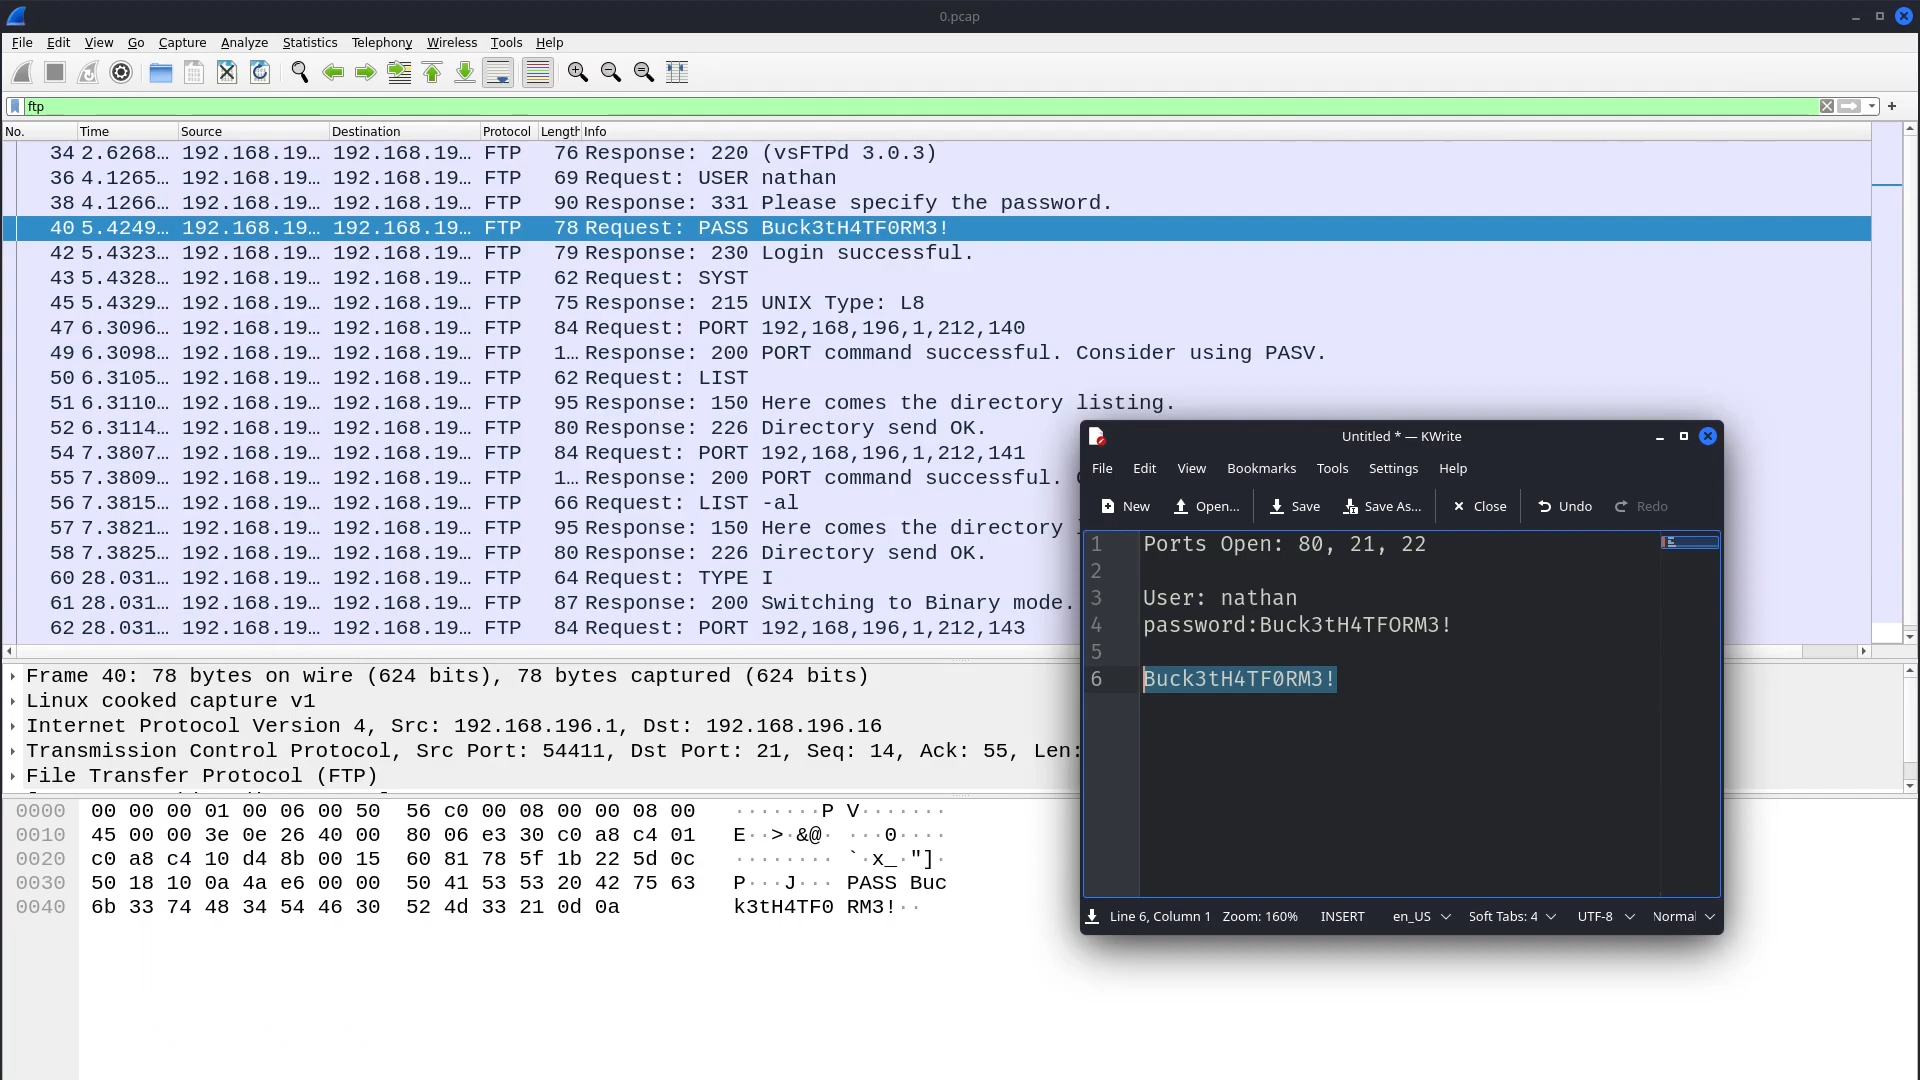 0.pcap
File Edit View Go Capture Analyze Statistics Telephony Wireless Tools Help
ftp
No. Time Source Destination Protocol Length Info
34 2.6268… 192.168.19… 192.168.19… FTP 76 Response: 220 (vsFTPd 3.0.3)
36 4.1265… 192.168.19… 192.168.19… FTP 69 Request: USER nathan
38 4.1266… 192.168.19… 192.168.19… FTP 90 Response: 331 Please specify the password.
40 5.4249… 192.168.19… 192.168.19… FTP 78 Request: PASS Buck3tH4TF0RM3!
42 5.4323… 192.168.19… 192.168.19… FTP 79 Response: 230 Login successful.
43 5.4328… 192.168.19… 192.168.19… FTP 62 Request: SYST
45 5.4329… 192.168.19… 192.168.19… FTP 75 Response: 215 UNIX Type: L8
47 6.3096… 192.168.19… 192.168.19… FTP 84 Request: PORT 192,168,196,1,212,140
49 6.3098… 192.168.19… 192.168.19… FTP 1… Response: 200 PORT command successful. Consider using PASV.
50 6.3105… 192.168.19… 192.168.19… FTP 62 Request: LIST
51 6.3110… 192.168.19… 192.168.19… FTP 95 Response: 150 Here comes the directory listing.
52 6.3114… 192.168.19… 192.168.19… FTP 80 Response: 226 Directory send OK.
54 7.3807… 192.168.19… 192.168.19… FTP 84 Request: PORT 192,168,196,1,212,141
55 7.3809… 192.168.19… 192.168.19… FTP 1… Response: 200 PORT command successful.
56 7.3815… 192.168.19… 192.168.19… FTP 66 Request: LIST -al
57 7.3821… 192.168.19… 192.168.19… FTP 95 Response: 150 Here comes the directory
58 7.3825… 192.168.19… 192.168.19… FTP 80 Response: 226 Directory send OK.
60 28.031… 192.168.19… 192.168.19… FTP 64 Request: TYPE I
61 28.031… 192.168.19… 192.168.19… FTP 87 Response: 200 Switching to Binary mode.
62 28.031… 192.168.19… 192.168.19… FTP 84 Request: PORT 192,168,196,1,212,143
Frame 40: 78 bytes on wire (624 bits), 78 bytes captured (624 bits)
Linux cooked capture v1
Internet Protocol Version 4, Src: 192.168.196.1, Dst: 192.168.196.16
Transmission Control Protocol, Src Port: 54411, Dst Port: 21, Seq: 14, Ack: 55, Len:
File Transfer Protocol (FTP)
0000 00 00 00 01 00 06 00 50 56 c0 00 08 00 00 08 00 ·······P V·······
0010 45 00 00 3e 0e 26 40 00 80 06 e3 30 c0 a8 c4 01 E··>·&@· ···0····
0020 c0 a8 c4 10 d4 8b 00 15 60 81 78 5f 1b 22 5d 0c ········ `·x_·"]·
0030 50 18 10 0a 4a e6 00 00 50 41 53 53 20 42 75 63 P···J··· PASS Buc
0040 6b 33 74 48 34 54 46 30 52 4d 33 21 0d 0a k3tH4TF0 RM3!··
Untitled * — KWrite
File Edit View Bookmarks Tools Settings Help
New Open... Save Save As... Close Undo Redo
1 Ports Open: 80, 21, 22
2
3 User: nathan
4 password:Buck3tH4TFORM3!
5
6 Buck3tH4TF0RM3!
Line 6, Column 1 Zoom: 160% INSERT en_US Soft Tabs: 4 UTF-8 Normal